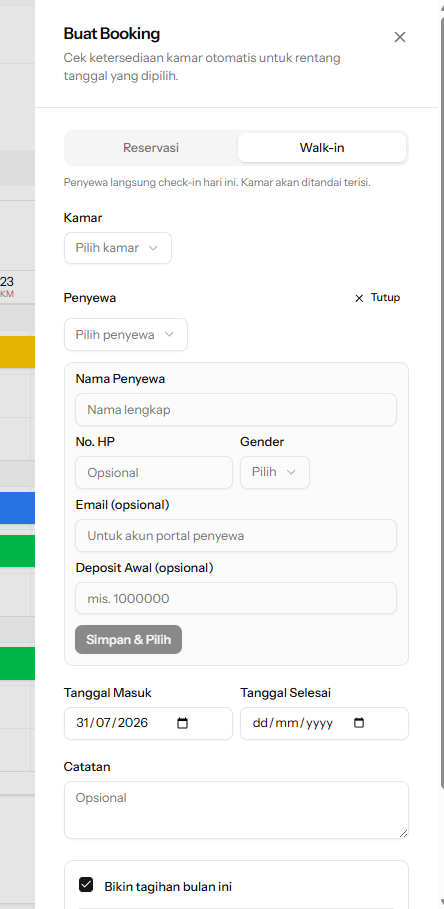 Buat Booking
Cek ketersediaan kamar otomatis untuk rentang
tanggal yang dipilih.
Reservasi
Walk-in
Penyewa langsung check-in hari ini. Kamar akan ditandai terisi.
Kamar
Pilih kamar
23
KM
Penyewa
Tutup
Pilih penyewa
Nama Penyewa
Nama lengkap
No. HP
Gender
Opsional
Pilih
Email (opsional)
Untuk akun portal penyewa
Deposit Awal (opsional)
mis. 1000000
Simpan & Pilih
Tanggal Masuk
Tanggal Selesai
31/07/2026
dd/mm/yyyy
Catatan
Opsional
Bikin tagihan bulan ini